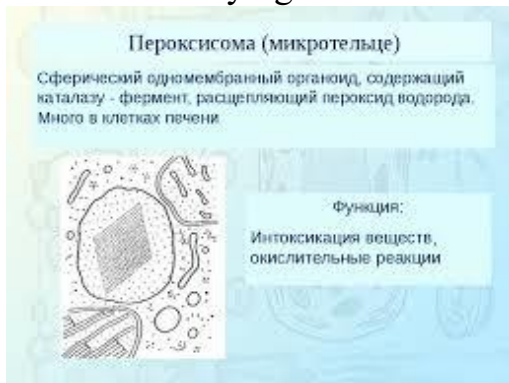 Пероксисома (микротельце)
Сферический одномембранный органоид, содержащий
каталазу - фермент, расщепляющий пероксид водорода.
Много в клетках печени
Функция:
Интоксикация веществ,
окислительные реакции